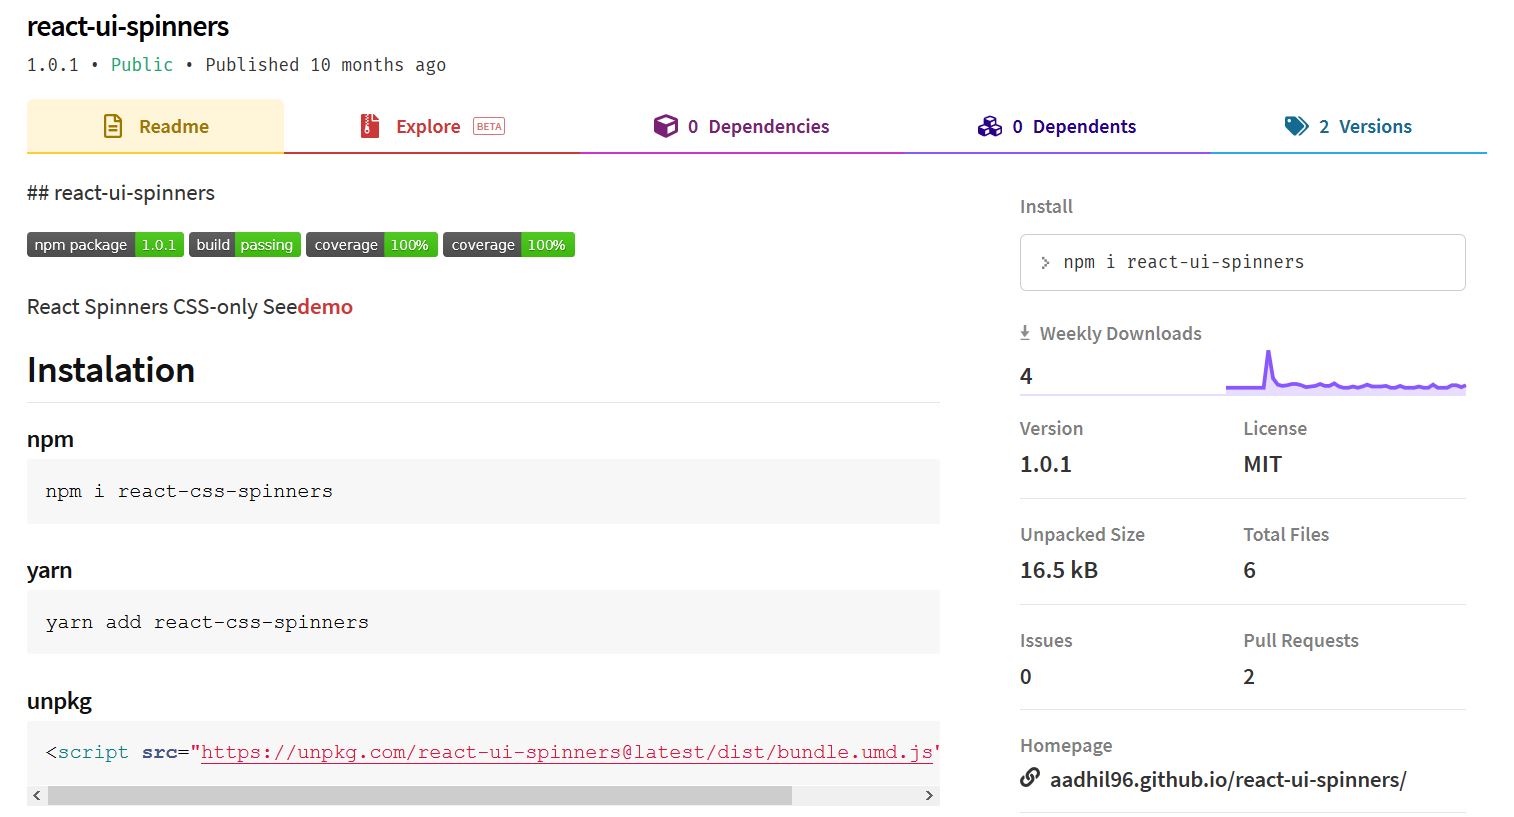 react-ui-spinners
1.0.1 • Public • Published 10 months ago
Readme
Explore BETA
0 Dependencies
0 Dependents
2 Versions
## react-ui-spinners
npm package 1.0.1 build passing coverage 100% coverage 100%
React Spinners CSS-only Seedemo
Instalation
npm
npm i react-css-spinners
yarn
yarn add react-css-spinners
unpkg
<script src="https://unpkg.com/react-ui-spinners@latest/dist/bundle.umd.js"
Install
> npm i react-ui-spinners
Weekly Downloads
4
Version
License
1.0.1
MIT
Unpacked Size
Total Files
16.5 kB
6
Issues
Pull Requests
0
2
Homepage
aadhil96.github.io/react-ui-spinners/